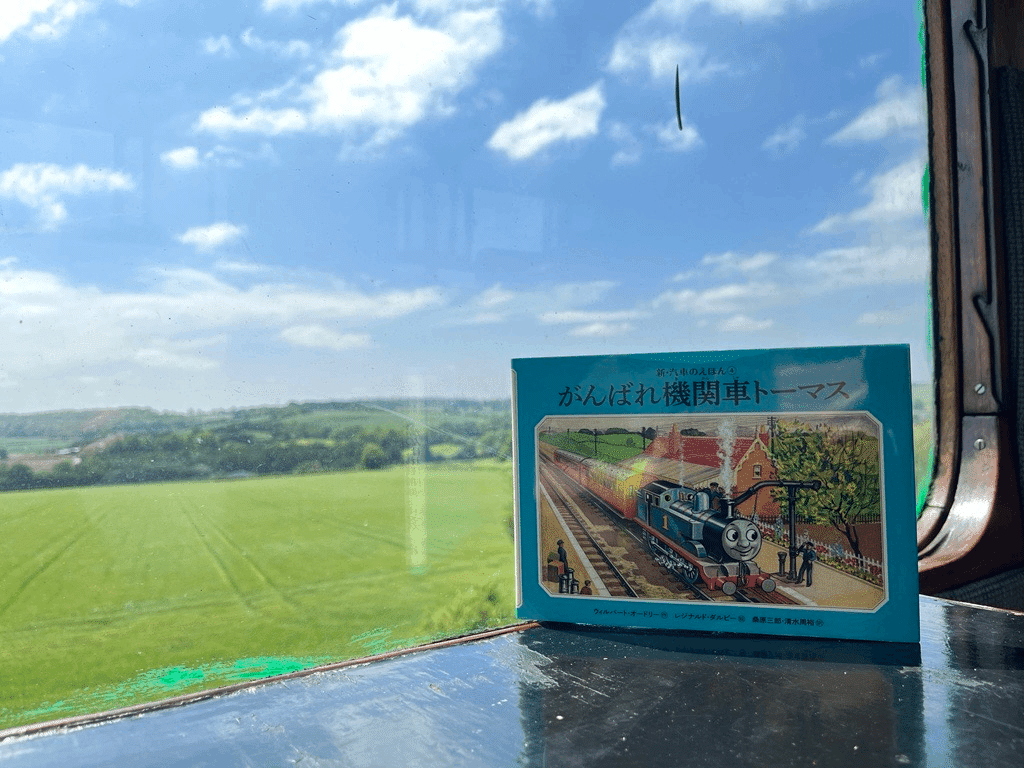 新・汽車のえほん 4
がんばれ機関車トーマス
1
ウィルバート・オードリー 作 レジナルド・ダルビー 絵 桑原三郎・清水周裕 訳